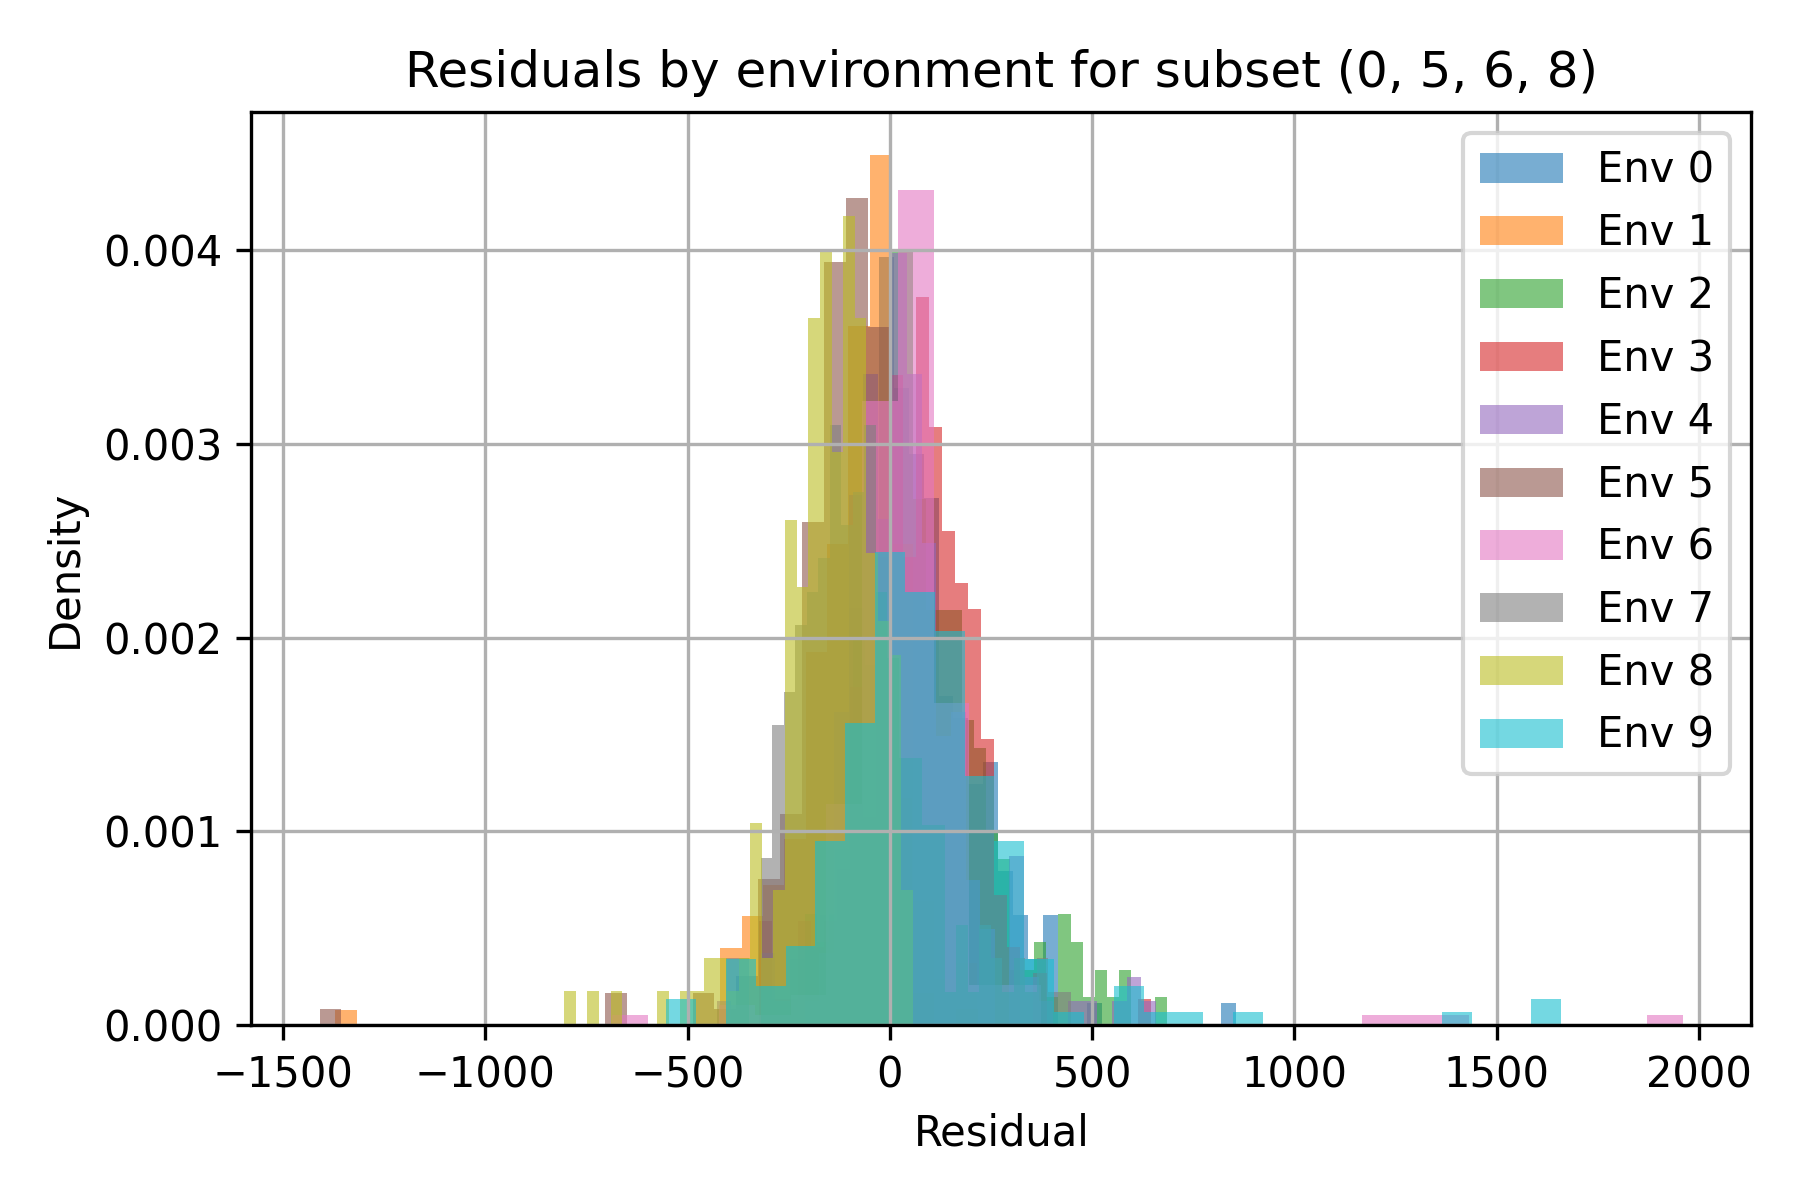 Residuals by environment for subset (0, 5, 6, 8)
Env 0
Env 1
Env 2
Env 3
Env 4
Env 5
Env 6
Env 7
Env 8
Env 9
0.004
0.003
0.002
0.001
0.000
Density
−1500 −1000 −500 0 500 1000 1500 2000
Residual